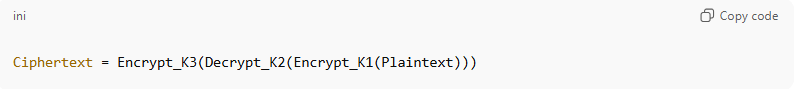 ini
Copy code
Ciphertext = Encrypt_K3(Decrypt_K2(Encrypt_K1(Plaintext)))